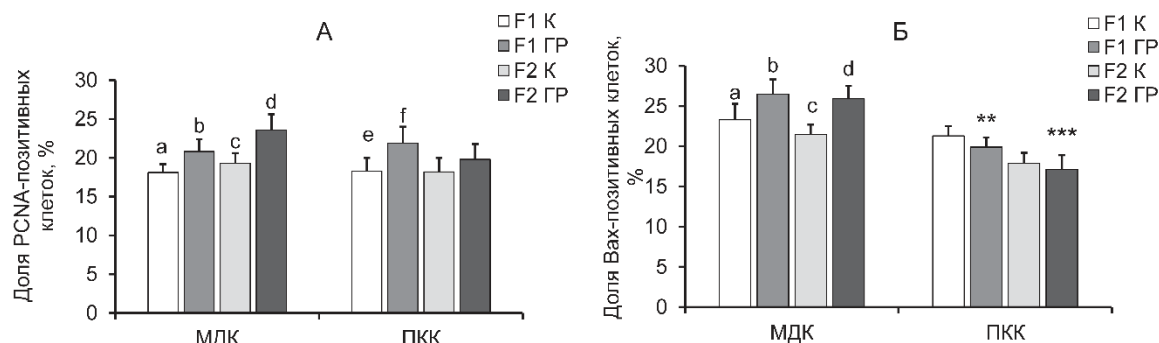 А
F1 К
F1 ГР
F2 К
F2 ГР
Доля PCNA-позитивных
клеток, %
30
25
20
15
10
5
0
a
b
c
d
e
f
МДК
ПКК
Б
F1 К
F1 ГР
F2 К
F2 ГР
Доля Bax-позитивных клеток,
%
30
25
20
15
10
5
0
a
b
c
d
**
***
МДК
ПКК